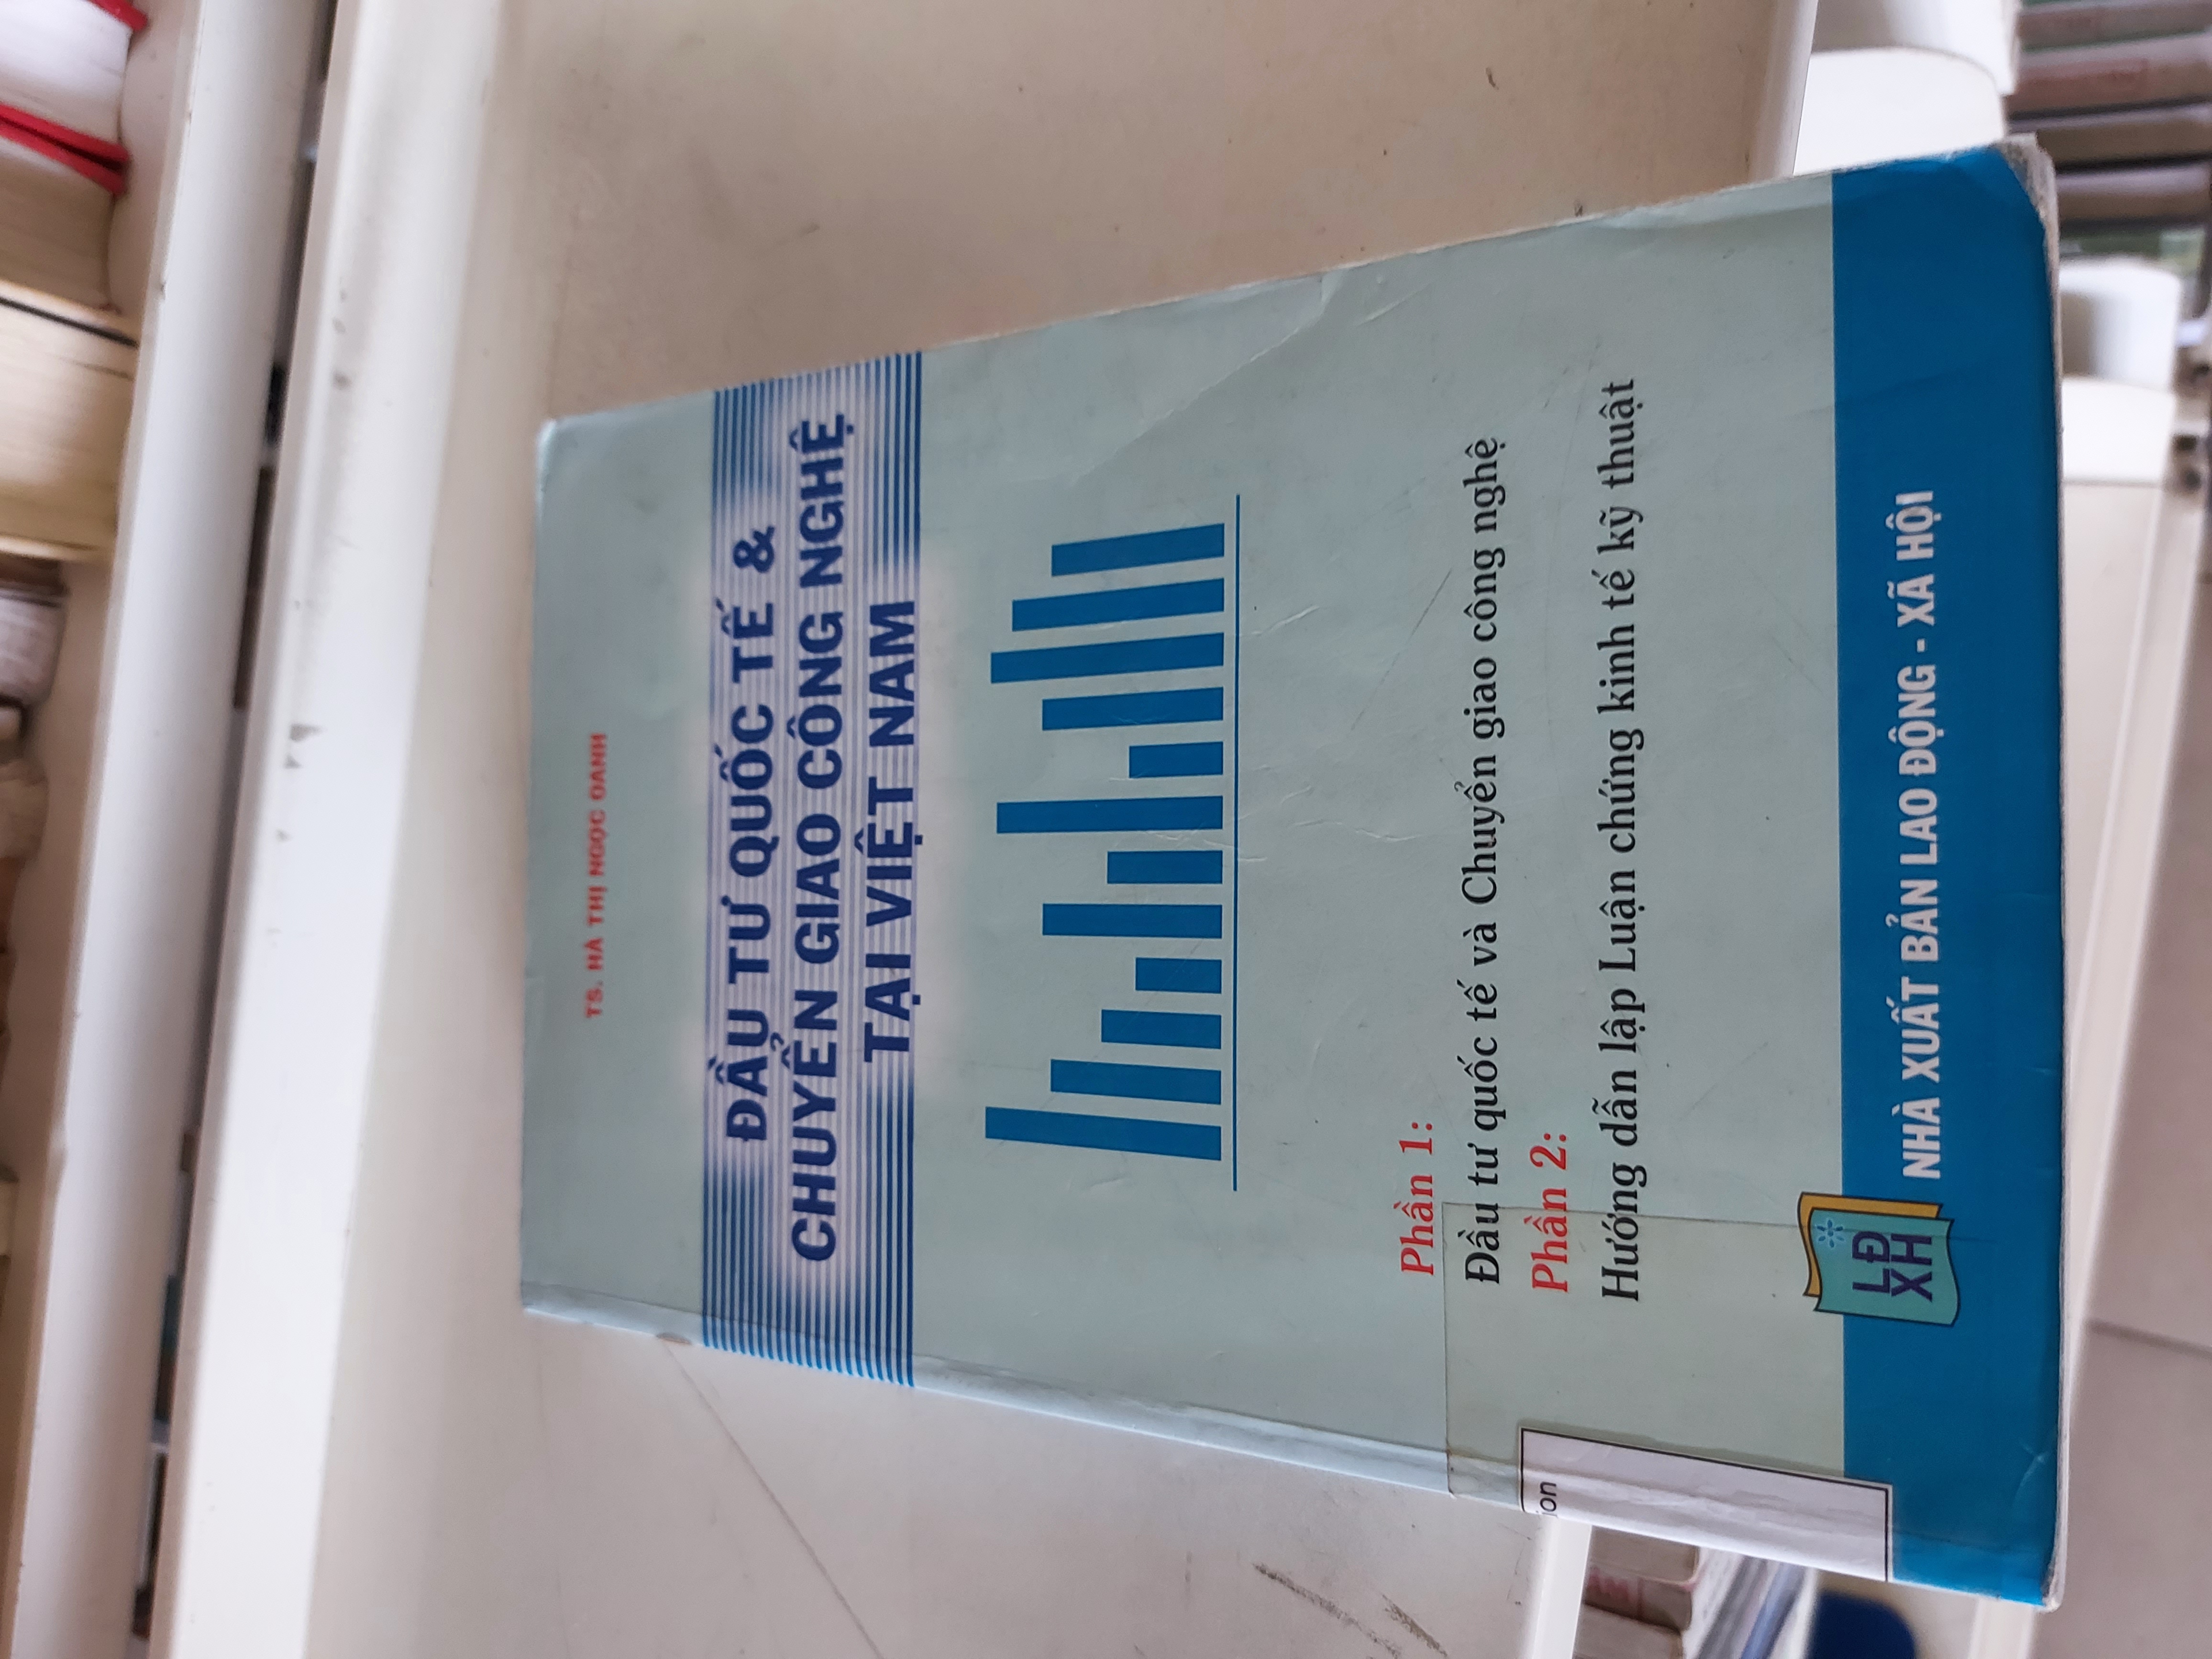 TS. HÀ THỊ NGỌC OANH
ĐẦU TƯ QUỐC TẾ &
CHUYỂN GIAO CÔNG NGHỆ
TẠI VIỆT NAM
Phần 1:
Đầu tư quốc tế và Chuyển giao công nghệ
Phần 2:
Hướng dẫn lập Luận chứng kinh tế kỹ thuật
LĐ
XH
NHÀ XUẤT BẢN LAO ĐỘNG - XÃ HỘI